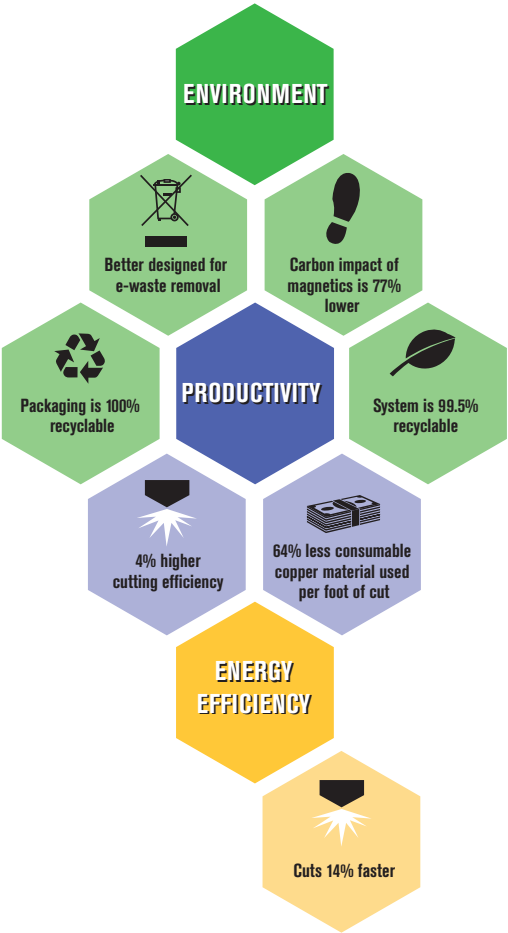 ENVIRONMENT
Better designed for
e-waste removal
Carbon impact of
magnetics is 77%
lower
Packaging is 100%
recyclable
PRODUCTIVITY
System is 99.5%
recyclable
4% higher
cutting efficiency
64% less consumable
copper material used
per foot of cut
ENERGY
EFFICIENCY
Cuts 14% faster